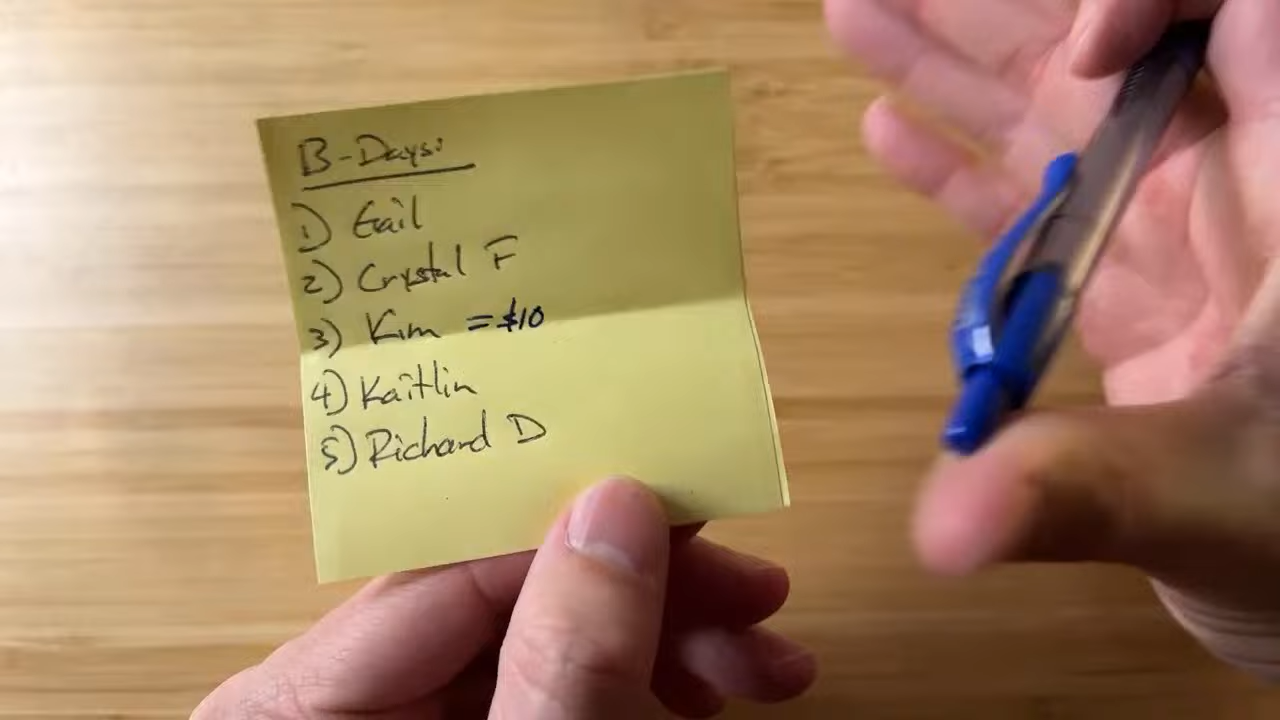 B-Days:
1) Gail
2) Crystal F
3) Kim = $10
4) Kaitlin
5) Richard D